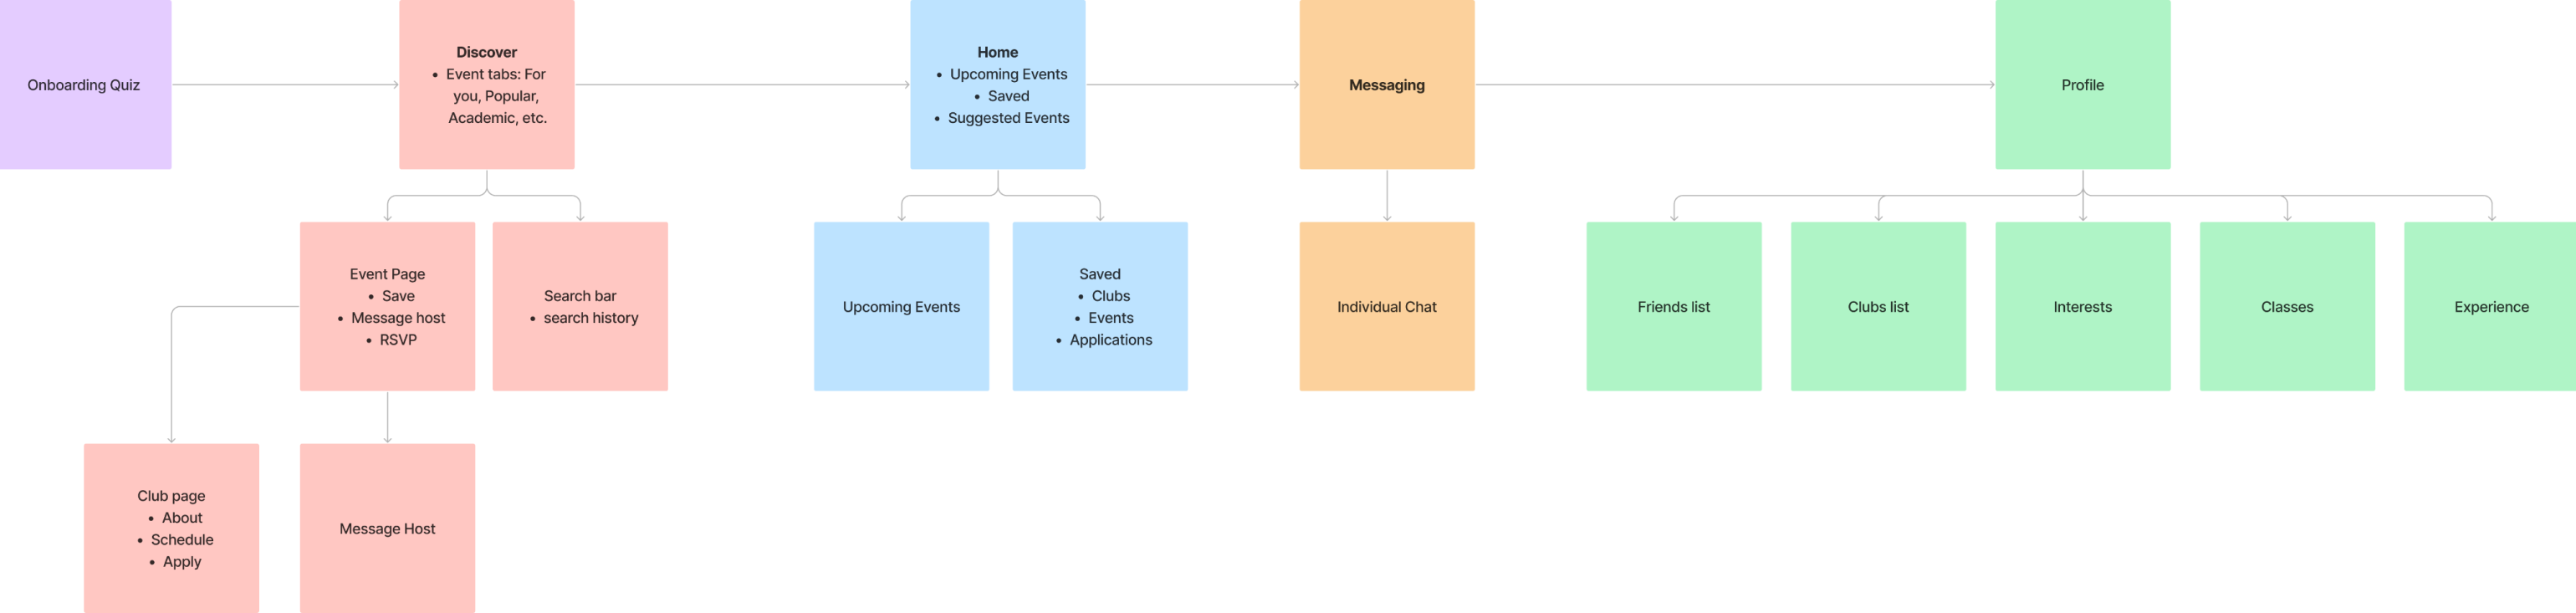 Onboarding Quiz
Discover
• Event tabs: For
you, Popular,
Academic, etc.
Home
• Upcoming Events
• Saved
• Suggested Events
Messaging
Profile
Event Page
• Save
• Message host
• RSVP
Search bar
• search history
Upcoming Events
Saved
• Clubs
• Events
• Applications
Individual Chat
Friends list
Clubs list
Interests
Classes
Experience
Club page
• About
• Schedule
• Apply
Message Host